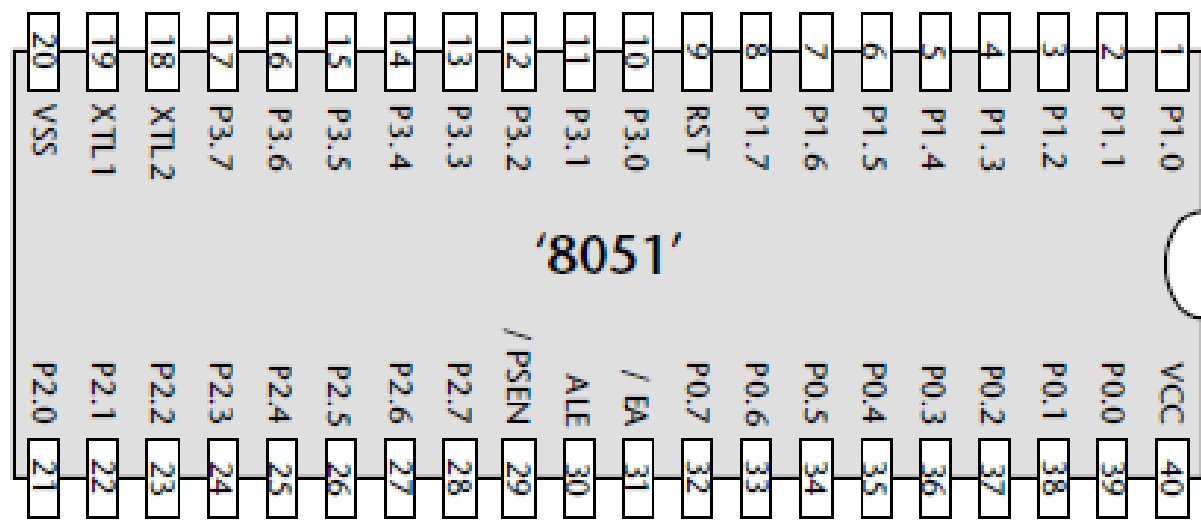 20 19 18 17 16 15 14 13 12 11 10 9 8 7 6 5 4 3 2 1
VSS XTL1 XTL2 P3.7 P3.6 P3.5 P3.4 P3.3 P3.2 P3.1 P3.0 RST P1.7 P1.6 P1.5 P1.4 P1.3 P1.2 P1.1 P1.0
‘8051’
P2.0 P2.1 P2.2 P2.3 P2.4 P2.5 P2.6 P2.7 / PSEN ALE / EA P0.7 P0.6 P0.5 P0.4 P0.3 P0.2 P0.1 P0.0 VCC
21 22 23 24 25 26 27 28 29 30 31 32 33 34 35 36 37 38 39 40